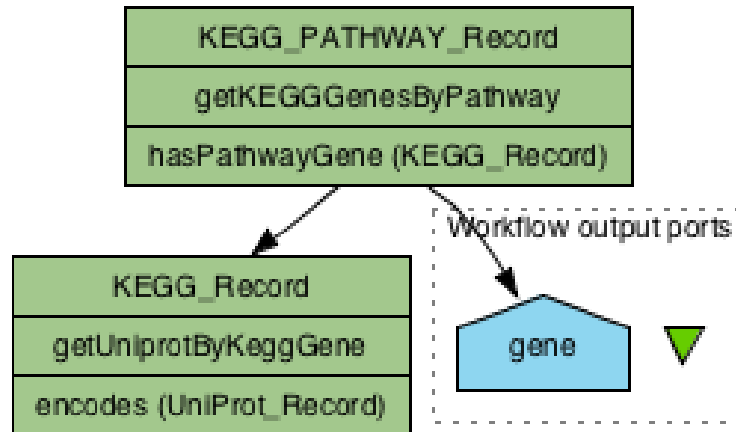 KEGG_PATHWAY_Record
getKEGGGenesByPathway
hasPathwayGene (KEGG_Record)
Workflow output ports
KEGG_Record
getUniprotByKeggGene
encodes (UniProt_Record)
gene